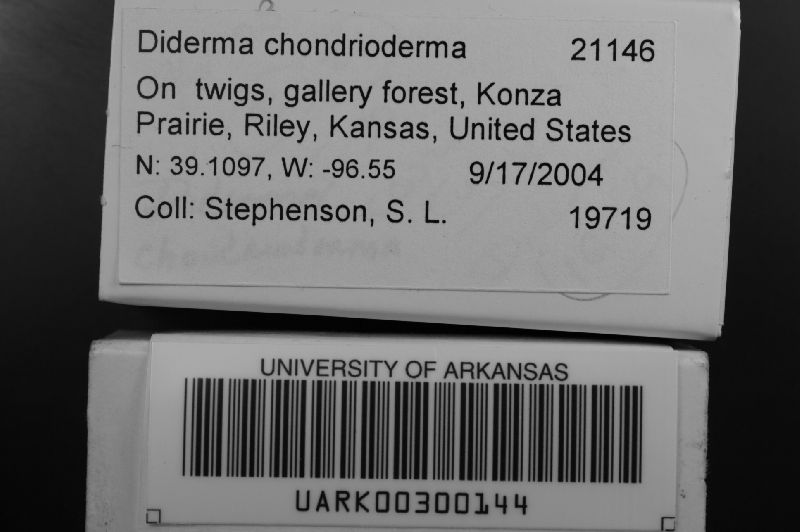 Diderma chondrioderma 21146
On twigs, gallery forest, Konza
Prairie, Riley, Kansas, United States
N: 39.1097, W: -96.55 9/17/2004
Coll: Stephenson, S. L. 19719
UNIVERSITY OF ARKANSAS
UARK00300144